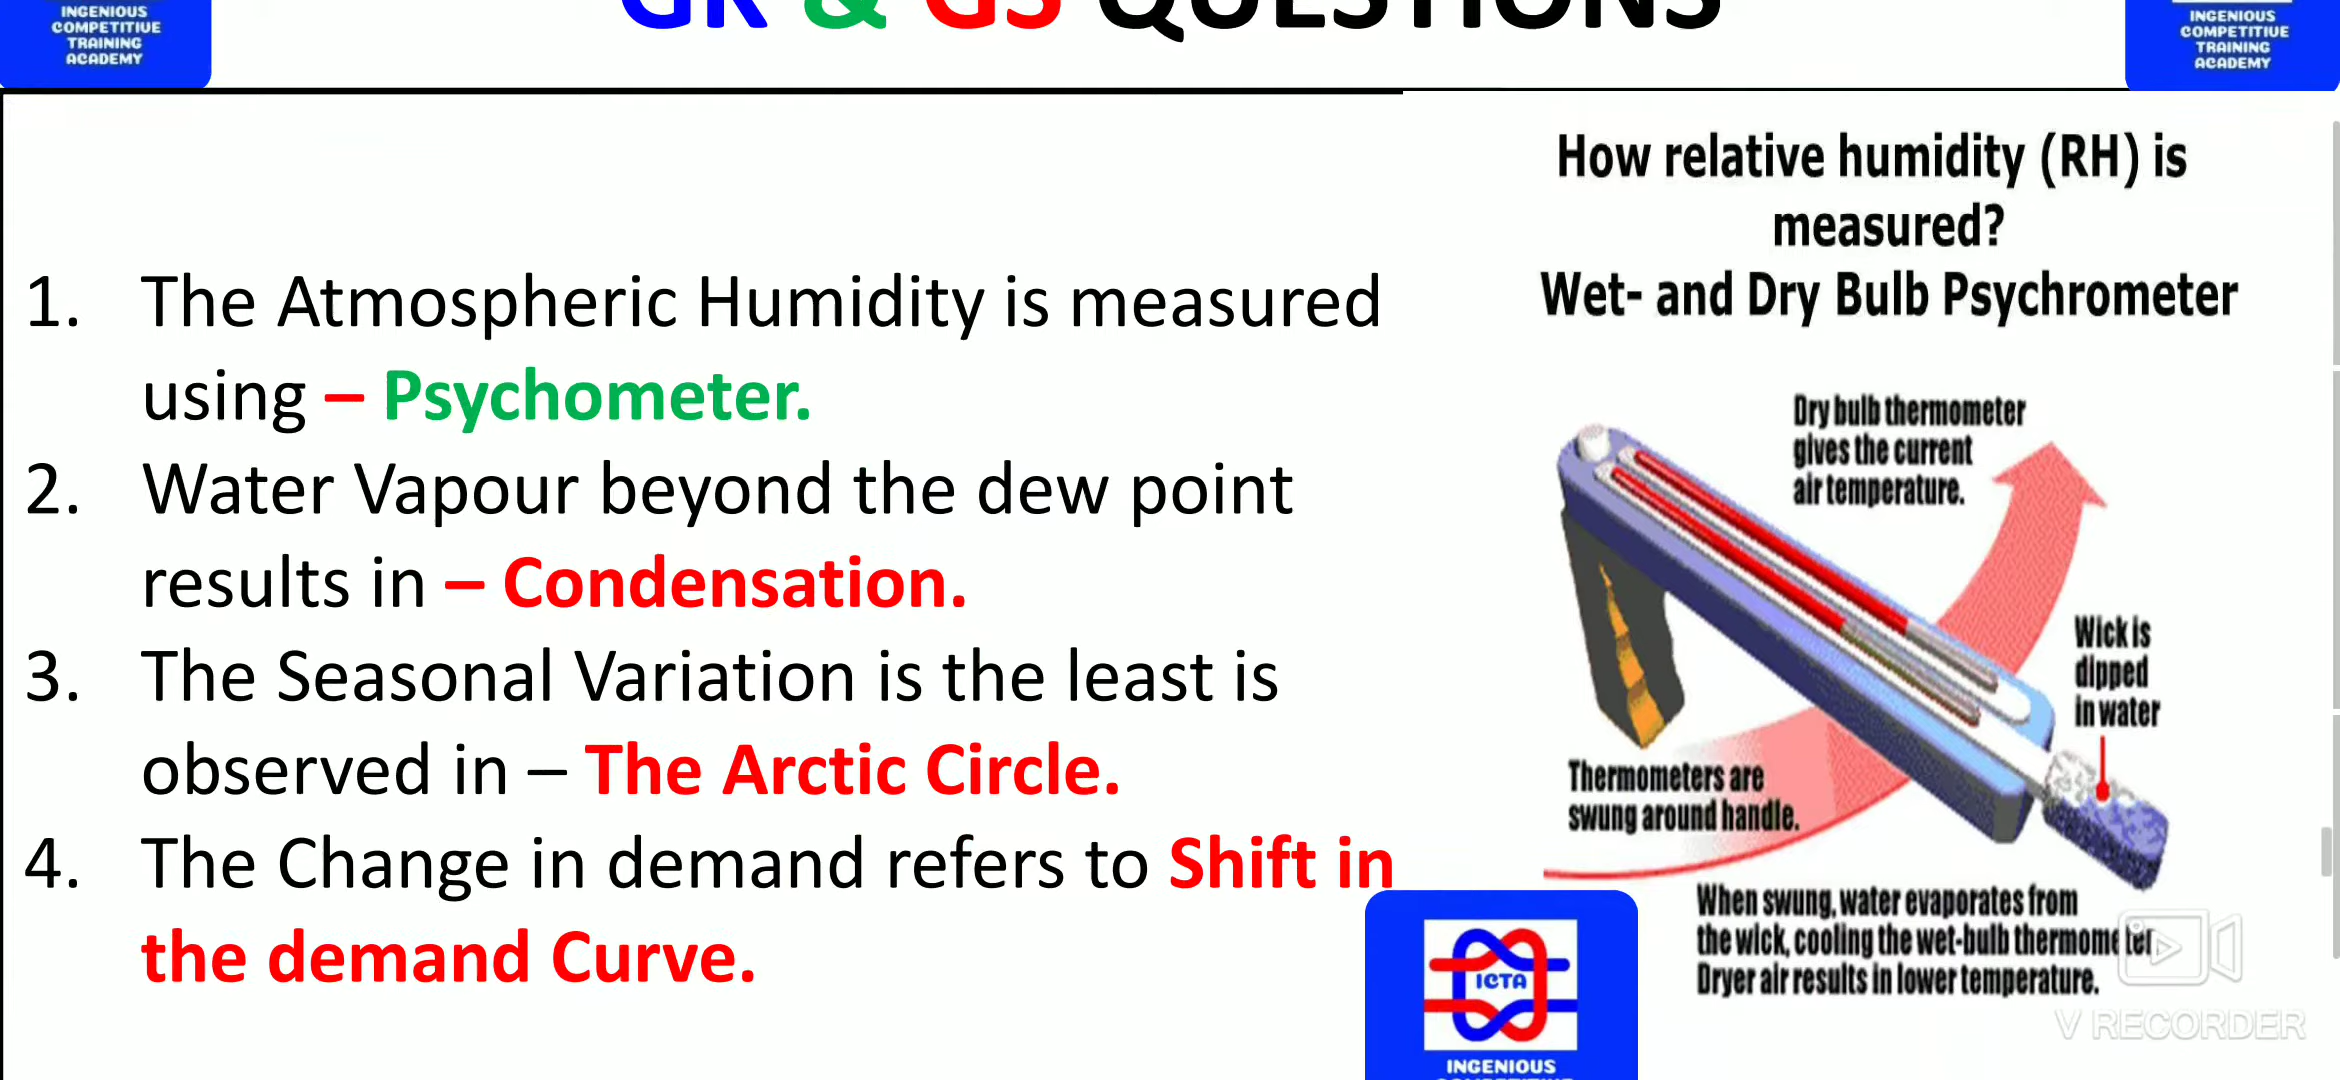 INGENIOUS
COMPETITIUE
TRAINING
ACADEMY
GK & GS QUESTIONS
INGENIOUS
COMPETITIUE
TRAINING
ACADEMY
1. The Atmospheric Humidity is measured
using – Psychometer.
2. Water Vapour beyond the dew point
results in – Condensation.
3. The Seasonal Variation is the least is
observed in – The Arctic Circle.
4. The Change in demand refers to Shift in
the demand Curve.
How relative humidity (RH) is
measured?
Wet- and Dry Bulb Psychrometer
Dry bulb thermometer
gives the current
air temperature.
Wick is
dipped
in water
Thermometers are
swung around handle.
When swung, water evaporates from
the wick, cooling the wet-bulb thermometer.
Dryer air results in lower temperature.
ICTA
INGENIOUS
V RECORDER